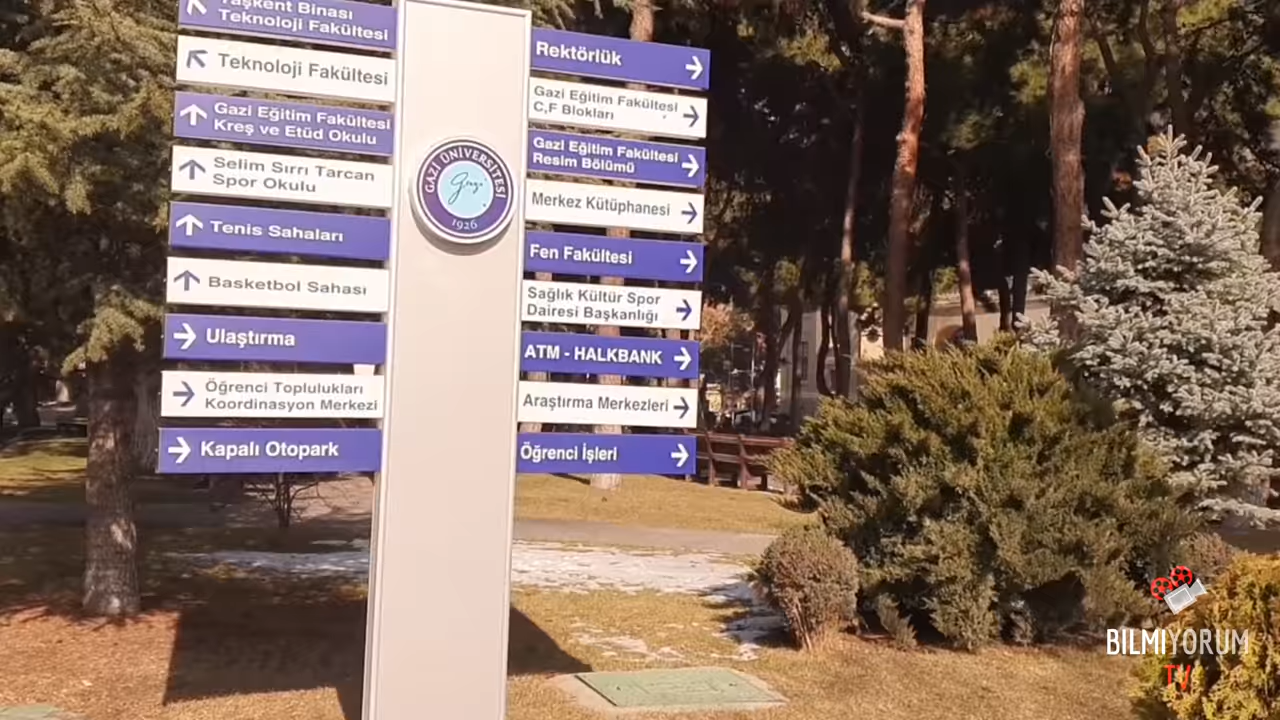 Taşkent Binası
Teknoloji Fakültesi
Teknoloji Fakültesi
Gazi Eğitim Fakültesi
Kreş ve Etüd Okulu
Selim Sırrı Tarcan
Spor Okulu
Tenis Sahaları
Basketbol Sahası
Ulaştırma
Öğrenci Toplulukları
Koordinasyon Merkezi
Kapalı Otopark
GAZİ ÜNİVERSİTESİ
Gazi
1926
Rektörlük
Gazi Eğitim Fakültesi
C,F Blokları
Gazi Eğitim Fakültesi
Resim Bölümü
Merkez Kütüphanesi
Fen Fakültesi
Sağlık Kültür Spor
Dairesi Başkanlığı
ATM - HALKBANK
Araştırma Merkezleri
Öğrenci İşleri
BILMIYORUM
TV